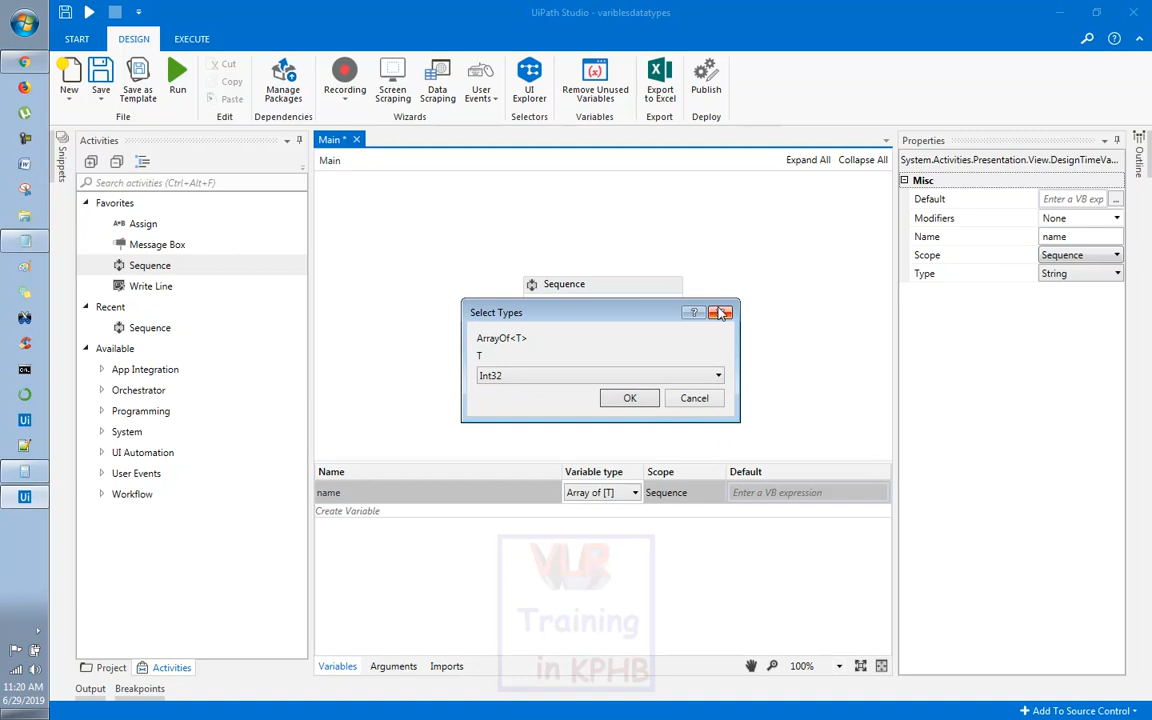 UiPath Studio - variblesdatatypes
START
DESIGN
EXECUTE
New
Save
Save as Template
Run
Cut
Copy
Paste
Manage Packages
Recording
Screen Scraping
Data Scraping
User Events
UI Explorer
Remove Unused Variables
Export to Excel
Publish
File
Edit
Dependencies
Wizards
Selectors
Variables
Export
Deploy
Snippets
Activities
Search activities (Ctrl+Alt+F)
Favorites
A+B Assign
Message Box
Sequence
Write Line
Recent
Sequence
Available
App Integration
Orchestrator
Programming
System
UI Automation
User Events
Workflow
Project
Activities
Output
Breakpoints
Main *
Main
Expand All
Collapse All
Sequence
Select Types
ArrayOf<T>
T
Int32
OK
Cancel
Name
Variable type
Scope
Default
name
Array of [T]
Sequence
Enter a VB expression
Create Variable
VLR
Training
in KPHB
Variables
Arguments
Imports
100%
Properties
System.Activities.Presentation.View.DesignTimeVa...
Misc
Default
Enter a VB exp
...
Modifiers
None
Name
name
Scope
Sequence
Type
String
Outline
11:20 AM
6/29/2019
Add To Source Control